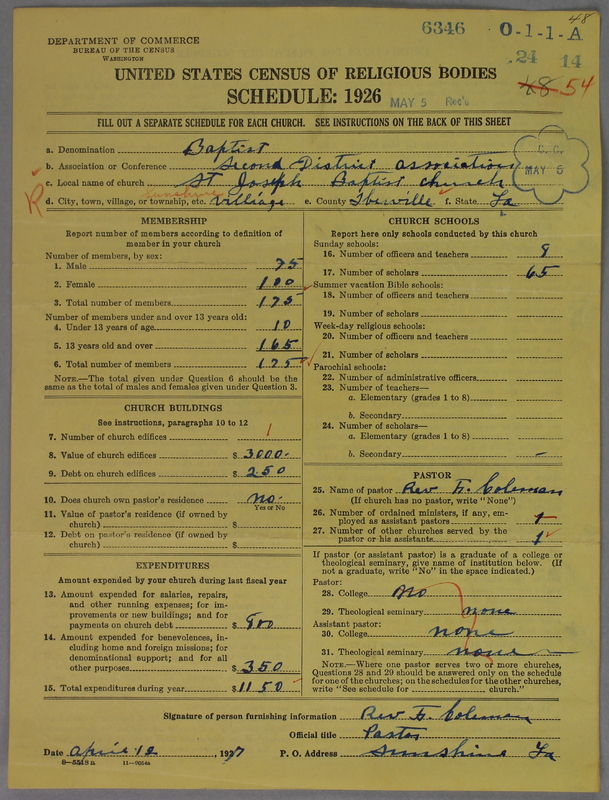 48
6346 O-1-1-A
DEPARTMENT OF COMMERCE
BUREAU OF THE CENSUS
WASHINGTON
24 14
UNITED STATES CENSUS OF RELIGIOUS BODIES
48 54
SCHEDULE: 1926 MAY 5 Rec'd
FILL OUT A SEPARATE SCHEDULE FOR EACH CHURCH. SEE INSTRUCTIONS ON THE BACK OF THIS SHEET
a. Denomination Baptist
b. Association or Conference Second District association
C. C. MAY 5
c. Local name of church St Joseph Baptist church
Sunshine
R d. City, town, village, or township, etc. Villiage e. County Iberville f. State La
MEMBERSHIP
Report number of members according to definition of
member in your church
Number of members, by sex:
1. Male 75
2. Female 100
3. Total number of members 175
Number of members under and over 13 years old:
4. Under 13 years of age 10
5. 13 years old and over 165
6. Total number of members 175
NOTE.—The total given under Question 6 should be the
same as the total of males and females given under Question 3.
CHURCH BUILDINGS
See instructions, paragraphs 10 to 12
7. Number of church edifices 1
8. Value of church edifices $ 3000-
9. Debt on church edifices $ 250
10. Does church own pastor's residence no-
Yes or No
11. Value of pastor's residence (if owned by
church) $
12. Debt on pastor's residence (if owned by
church) $
EXPENDITURES
Amount expended by your church during last fiscal year
13. Amount expended for salaries, repairs,
and other running expenses; for im-
provements or new buildings; and for
payments on church debt $ 800
14. Amount expended for benevolences, in-
cluding home and foreign missions; for
denominational support; and for all
other purposes $ 350
15. Total expenditures during year $ 1150
CHURCH SCHOOLS
Report here only schools conducted by this church
Sunday schools:
16. Number of officers and teachers 8
17. Number of scholars 65
Summer vacation Bible schools:
18. Number of officers and teachers
19. Number of scholars
Week-day religious schools:
20. Number of officers and teachers
21. Number of scholars
Parochial schools:
22. Number of administrative officers
23. Number of teachers—
a. Elementary (grades 1 to 8)
b. Secondary
24. Number of scholars—
a. Elementary (grades 1 to 8)
b. Secondary -
PASTOR
25. Name of pastor Rev F. Coleman
(If church has no pastor, write "None")
26. Number of ordained ministers, if any, em-
ployed as assistant pastors 1
27. Number of other churches served by the
pastor or his assistants 1
If pastor (or assistant pastor) is a graduate of a college or
theological seminary, give name of institution below. (If
not a graduate, write "No" in the space indicated.)
Pastor:
28. College no
29. Theological seminary none
Assistant pastor:
30. College none
31. Theological seminary none
NOTE.—Where one pastor serves two or more churches,
Questions 28 and 29 should be answered only on the schedule
for one of the churches; on the schedules for the other churches,
write "See schedule for church."
Signature of person furnishing information Rev F. Coleman
Official title Pastor
Date april 12, 1927 P. O. Address Sunshine La
8-5518 a 11-9054a